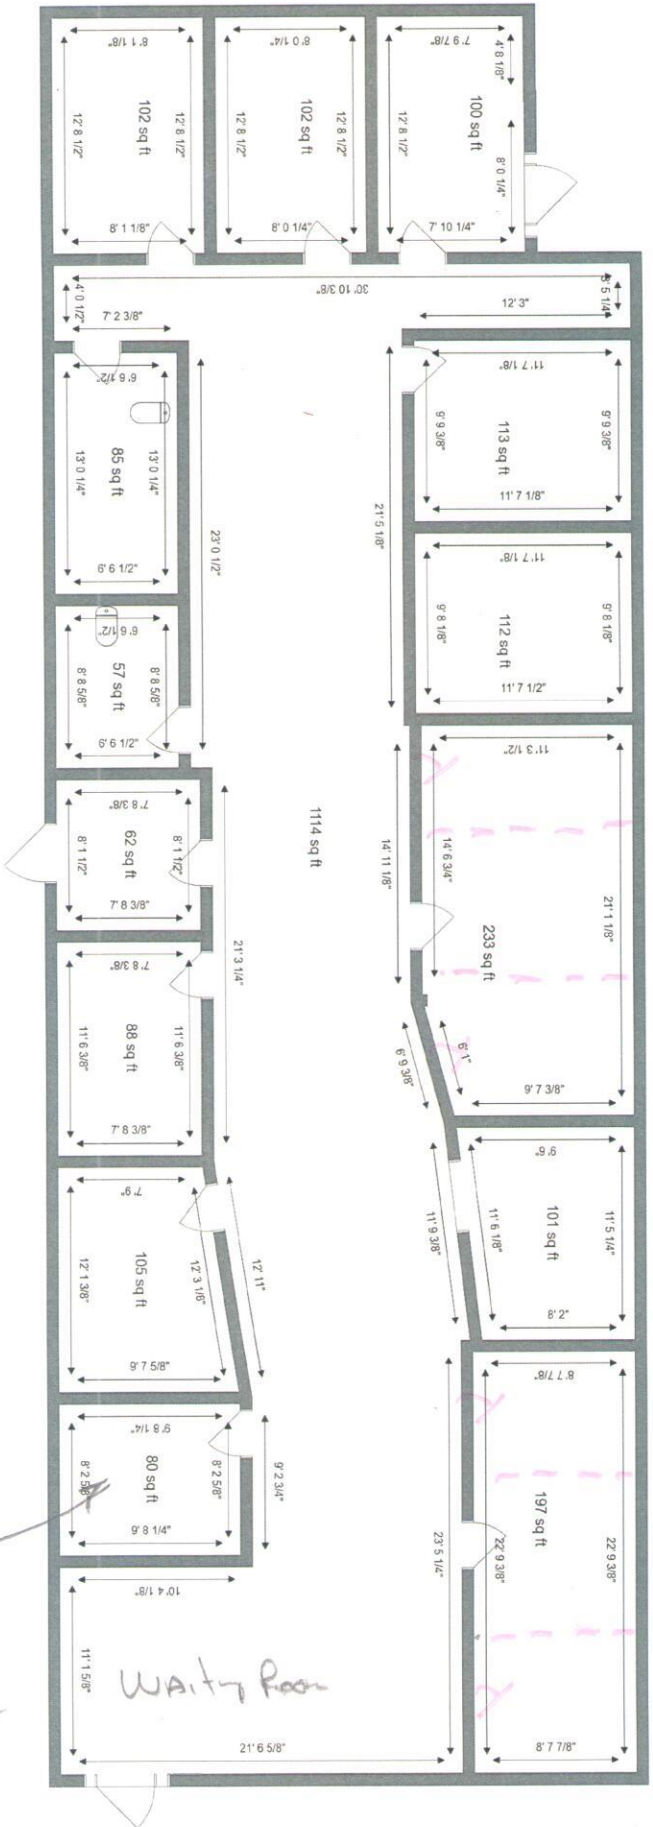 8' 1 1/8"
12' 8 1/2"
102 sq ft
12' 8 1/2"
8' 1 1/8"
8' 0 1/4"
102 sq ft
12' 8 1/2"
8' 0 1/4"
7' 9 7/8"
4' 8 1/8"
100 sq ft
12' 8 1/2"
8' 0 1/4"
7' 10 1/4"
30' 10 3/8"
4' 0 1/2"
7' 2 3/8"
12' 3"
3' 5 1/4"
6' 6 1/2"
13' 0 1/4"
85 sq ft
13' 0 1/4"
6' 6 1/2"
23' 0 1/2"
21' 5 1/8"
11' 7 1/8"
9' 9 3/8"
113 sq ft
9' 9 3/8"
11' 7 1/8"
11' 7 1/8"
9' 8 1/8"
112 sq ft
9' 8 1/8"
11' 7 1/2"
6' 6 1/2"
8' 8 5/8"
57 sq ft
8' 8 5/8"
6' 6 1/2"
7' 8 3/8"
8' 1 1/2"
62 sq ft
8' 1 1/2"
7' 8 3/8"
1114 sq ft
14' 11 1/8"
11' 3 1/2"
14' 6 3/4"
21' 1 1/8"
233 sq ft
6' 1"
9' 7 3/8"
6' 9 3/8"
21' 3 1/4"
7' 8 3/8"
11' 6 3/8"
88 sq ft
11' 6 3/8"
7' 8 3/8"
7' 9"
12' 1 3/8"
105 sq ft
12' 3 1/8"
9' 7 5/8"
12' 11"
11' 9 3/8"
9' 6"
11' 6 1/8"
101 sq ft
11' 5 1/4"
8' 2"
9' 8 1/4"
8' 2 5/8"
80 sq ft
8' 2 5/8"
9' 8 1/4"
9' 2 3/4"
23' 5 1/4"
8' 7 7/8"
197 sq ft
22' 9 3/8"
22' 9 3/8"
8' 7 7/8"
10' 4 1/8"
11' 1 5/8"
Waity Room
21' 6 5/8"